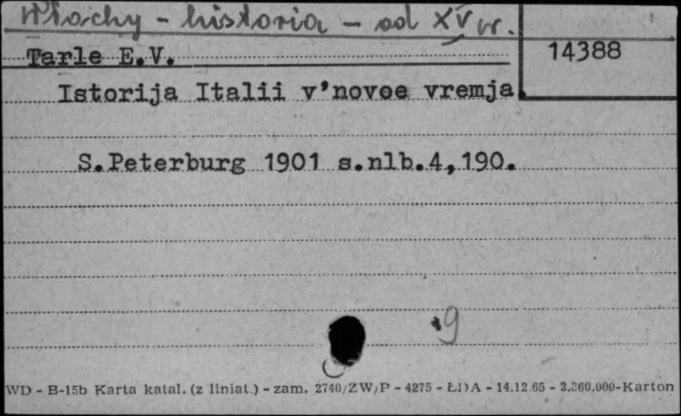 Włochy - historia - od XV w.
Tarle E.V.
14388
Istorija Italii v'novoe vremja.
S.Peterburg 1901 s.nlb.4,190.
9
WD - B-15b Karta katal. (z liniat.) - zam. 2740/ZW/P - 4275 - ŁDA - 14.12.65 - 2.360.000-Karton